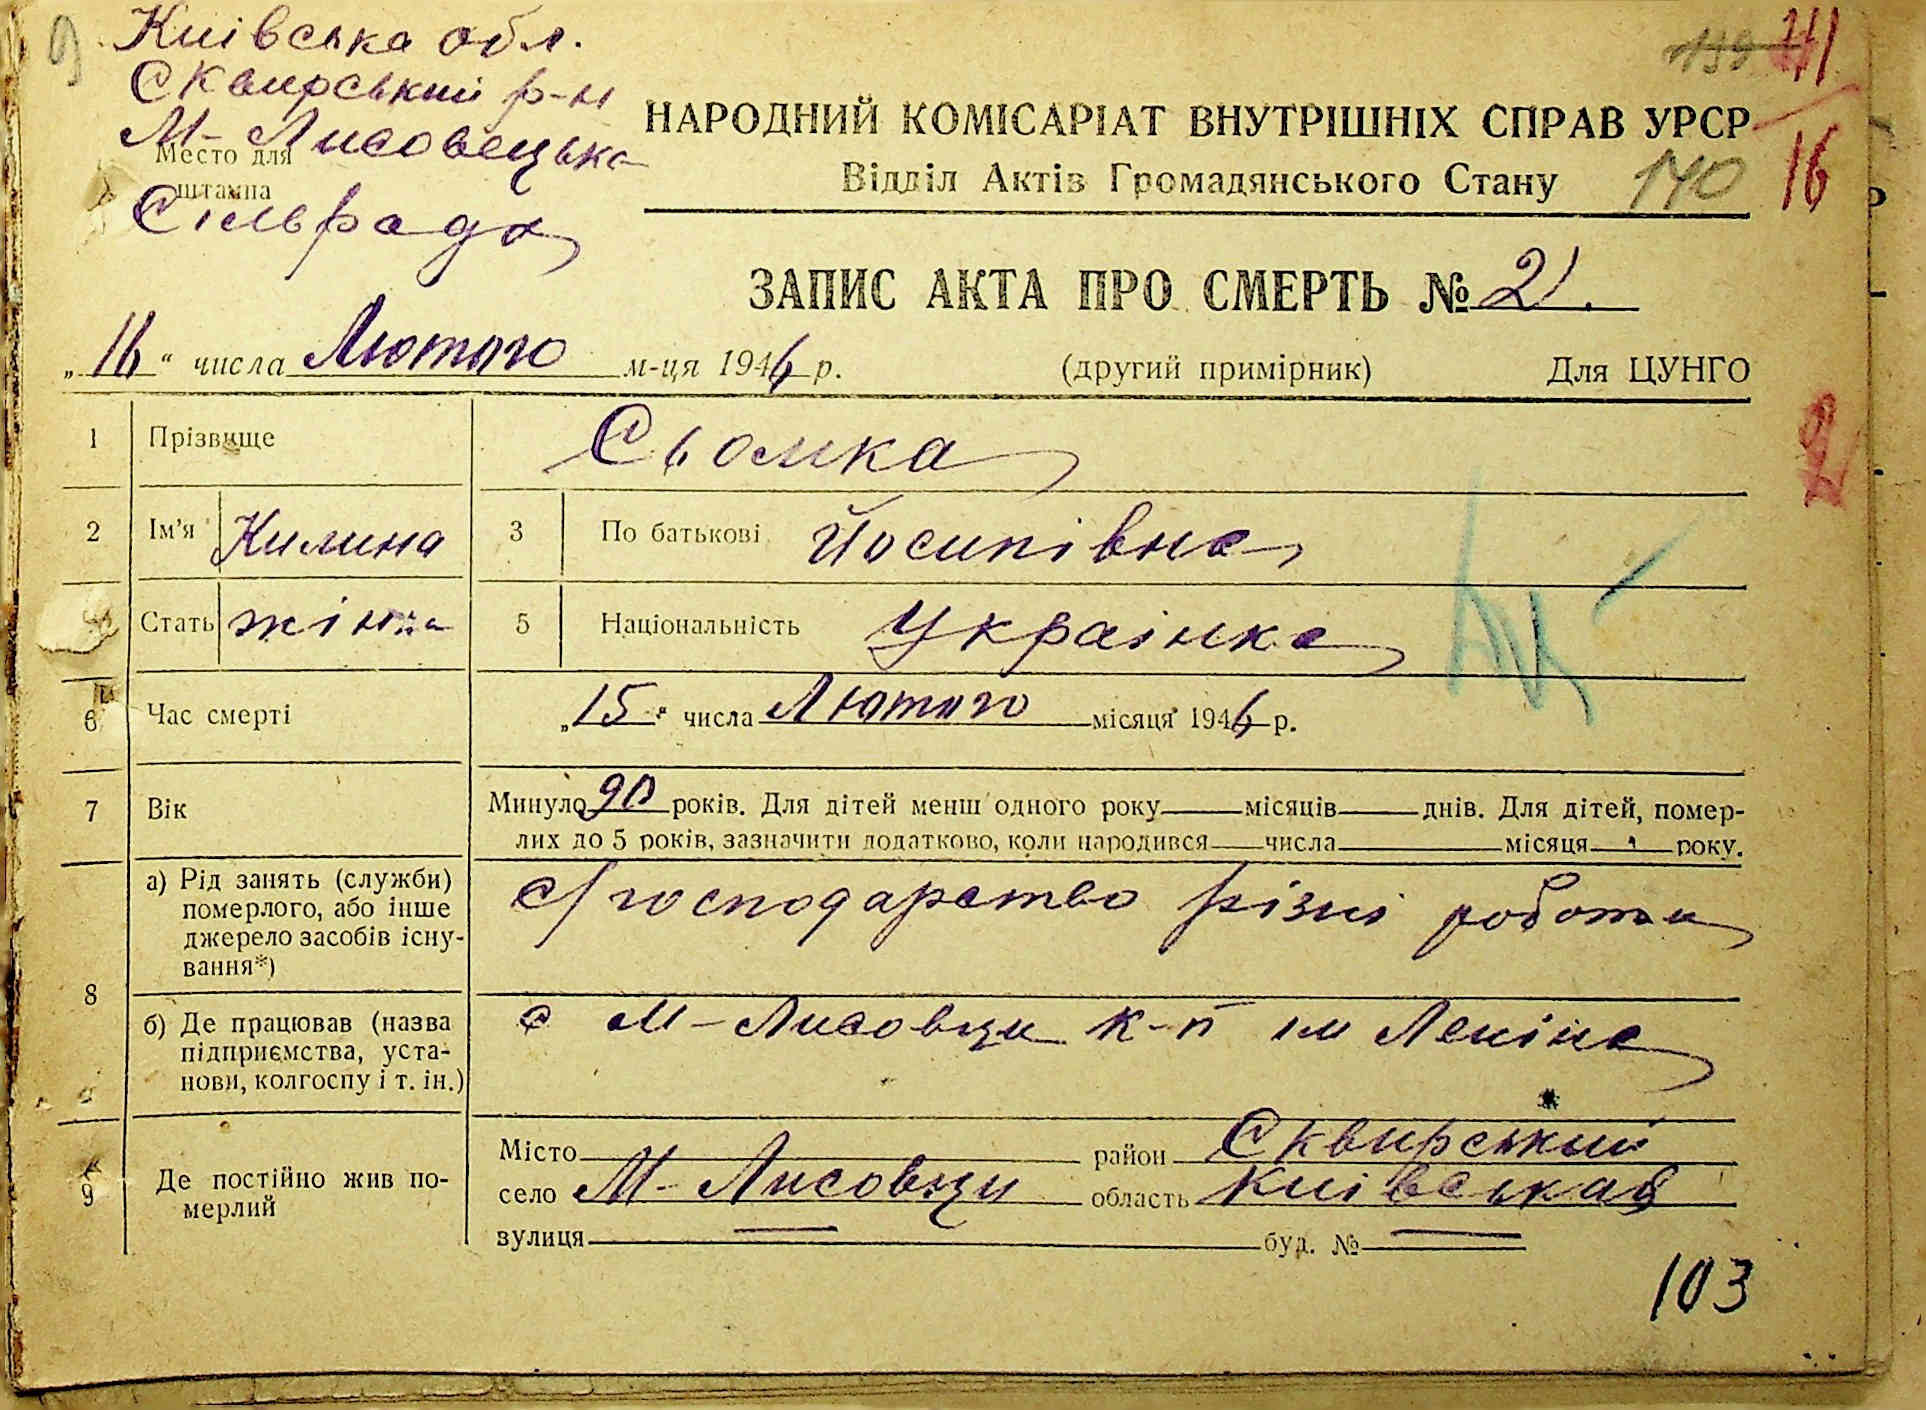 Київська обл.
Сквирський р-н
М-Лисовецька
Место для
штампа
Сільрада
139 141
16
НАРОДНИЙ КОМІСАРІАТ ВНУТРІШНІХ СПРАВ УРСР
Відділ Актів Громадянського Стану 140
ЗАПИС АКТА ПРО СМЕРТЬ № 21.
„16“ числа Лютого м-ця 1946 р. (другий примірник) Для ЦУНГО
1 Прізвище Сьомка
2 Ім’я Килина 3 По батькові Йосипівна
Стать жінка 5 Національність Українка
6 Час смерті „15“ числа Лютого місяця 1946 р.
7 Вік Минуло 90 років. Для дітей менш одного року місяців днів. Для дітей, помер-
лих до 5 років, зазначити додатково, коли народився числа місяця року.
8 а) Рід занять (служби)
померлого, або інше
джерело засобів існу-
вання*)
с/господарство різні роботи
б) Де працював (назва
підприємства, уста-
нови, колгоспу і т. ін.)
с М-Лисовци к-п ім Леніна
9 Де постійно жив по-
мерлий
Місто район Сквирський
село М-Лисовци область Київська
вулиця — буд. № —
103